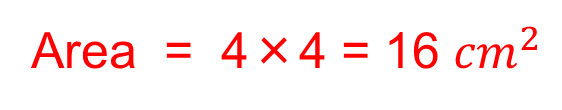 Area = 4 × 4 = 16 cm²